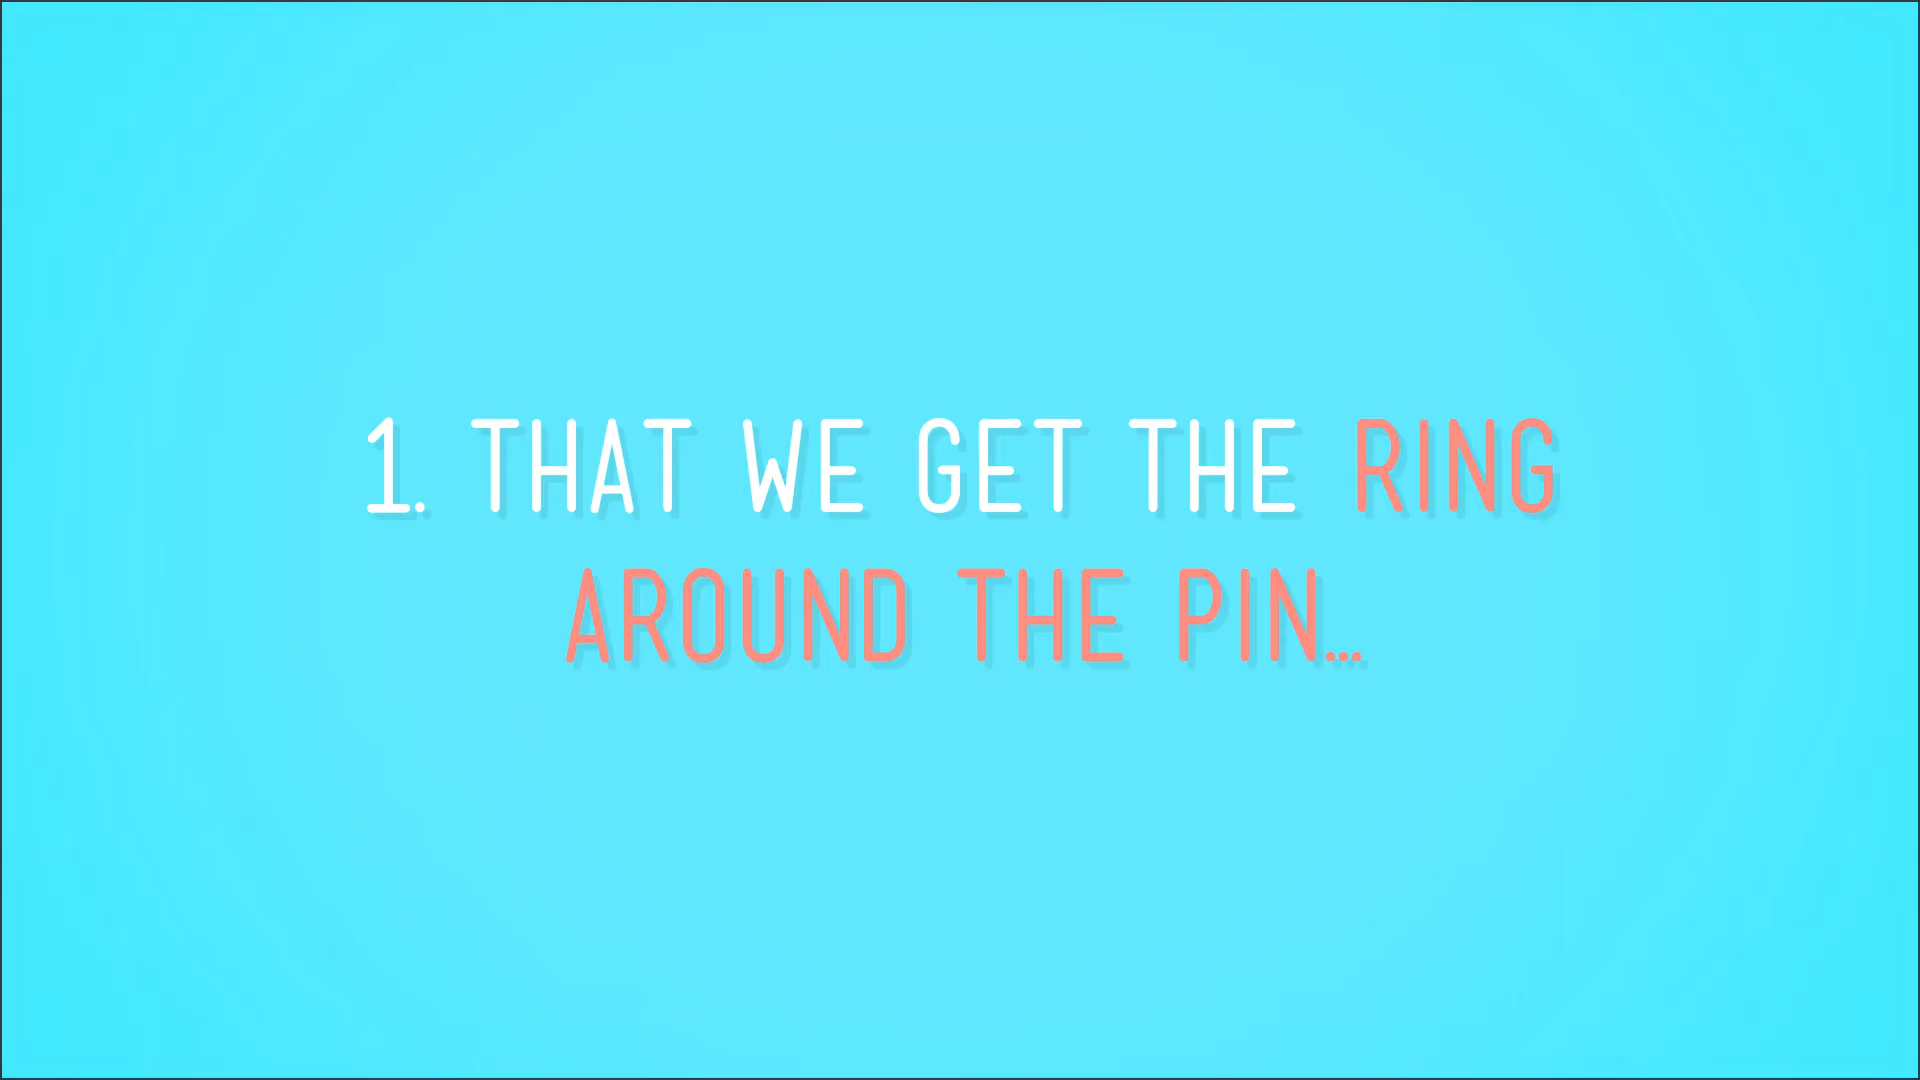 1. THAT WE GET THE RING
AROUND THE PIN...